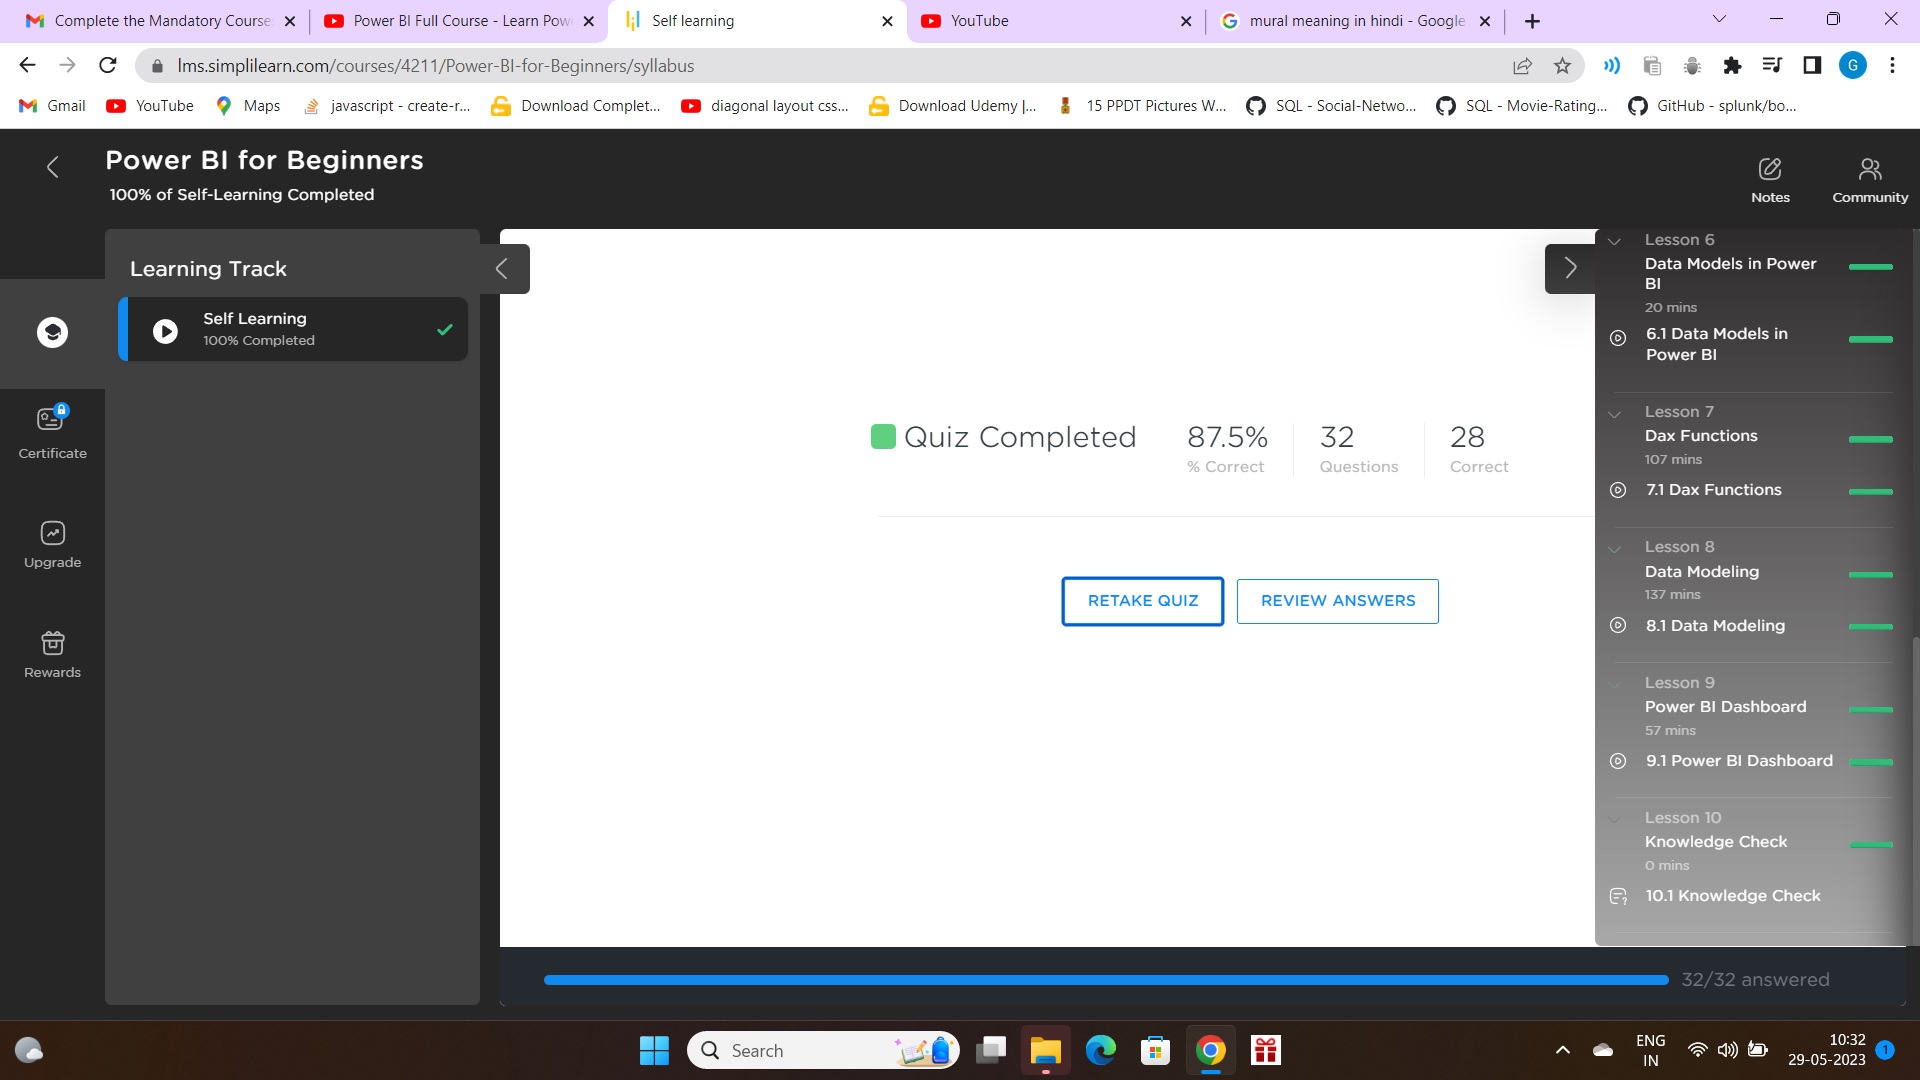 Complete the Mandatory Course
Power BI Full Course - Learn Pow
Self learning
YouTube
mural meaning in hindi - Google
lms.simplilearn.com/courses/4211/Power-BI-for-Beginners/syllabus
G
Gmail
YouTube
Maps
javascript - create-r...
Download Complet...
diagonal layout css...
Download Udemy |...
15 PPDT Pictures W...
SQL - Social-Netwo...
SQL - Movie-Rating...
GitHub - splunk/bo...
Power BI for Beginners
100% of Self-Learning Completed
Notes
Community
Certificate
Upgrade
Rewards
Learning Track
Self Learning
100% Completed
Quiz Completed
87.5%
% Correct
32
Questions
28
Correct
RETAKE QUIZ
REVIEW ANSWERS
Lesson 6
Data Models in Power
BI
20 mins
6.1 Data Models in
Power BI
Lesson 7
Dax Functions
107 mins
7.1 Dax Functions
Lesson 8
Data Modeling
137 mins
8.1 Data Modeling
Lesson 9
Power BI Dashboard
57 mins
9.1 Power BI Dashboard
Lesson 10
Knowledge Check
0 mins
10.1 Knowledge Check
32/32 answered
Search
ENG
IN
10:32
29-05-2023
1